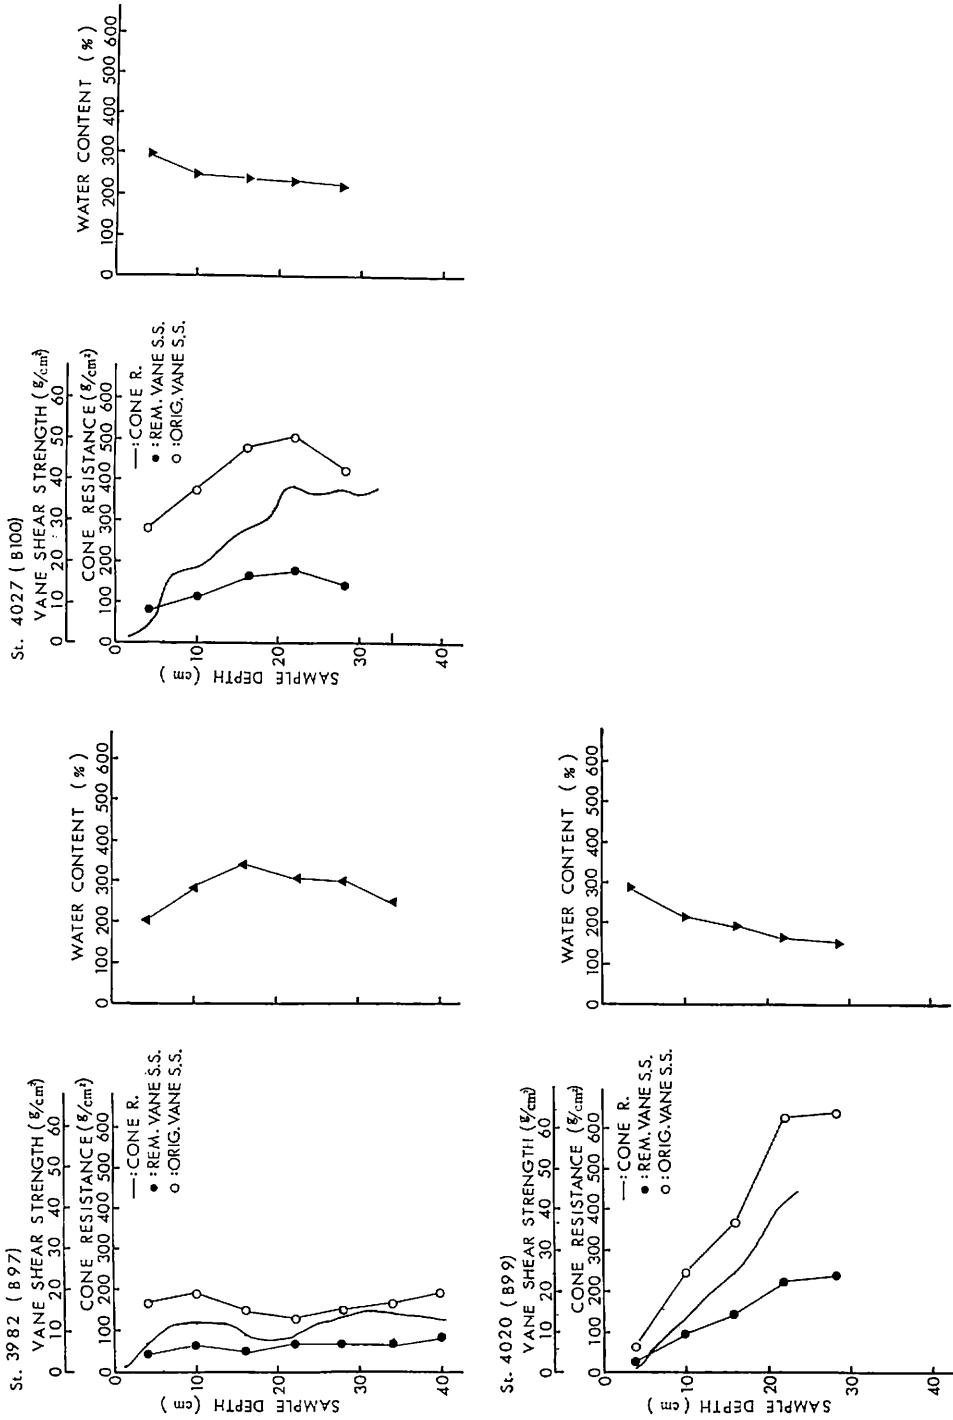 St. 3982 ( B 97)
VANE SHEAR STRENGTH (g/cm²)
0 10 20 30 40 50 60
CONE RESISTANCE (g/cm²)
0 100 200 300 400 500 600
—:CONE R.
●:REM. VANE S.S.
○:ORIG. VANE S.S.
0 10 20 30 40
SAMPLE DEPTH (cm)
WATER CONTENT (%)
0 100 200 300 400 500 600
St. 4027 ( B100)
VANE SHEAR STRENGTH (g/cm²)
0 10 20 30 40 50 60
CONE RESISTANCE (g/cm²)
0 100 200 300 400 500 600
—:CONE R.
●:REM. VANE S.S.
○:ORIG. VANE S.S.
0 10 20 30 40
SAMPLE DEPTH (cm)
WATER CONTENT (%)
0 100 200 300 400 500 600
St. 4020 ( B99)
VANE SHEAR STRENGTH (g/cm²)
0 10 20 30 40 50 60
CONE RESISTANCE (g/cm²)
0 100 200 300 400 500 600
—:CONE R.
●:REM. VANE S.S.
○:ORIG. VANE S.S.
0 10 20 30 40
SAMPLE DEPTH (cm)
WATER CONTENT (%)
0 100 200 300 400 500 600